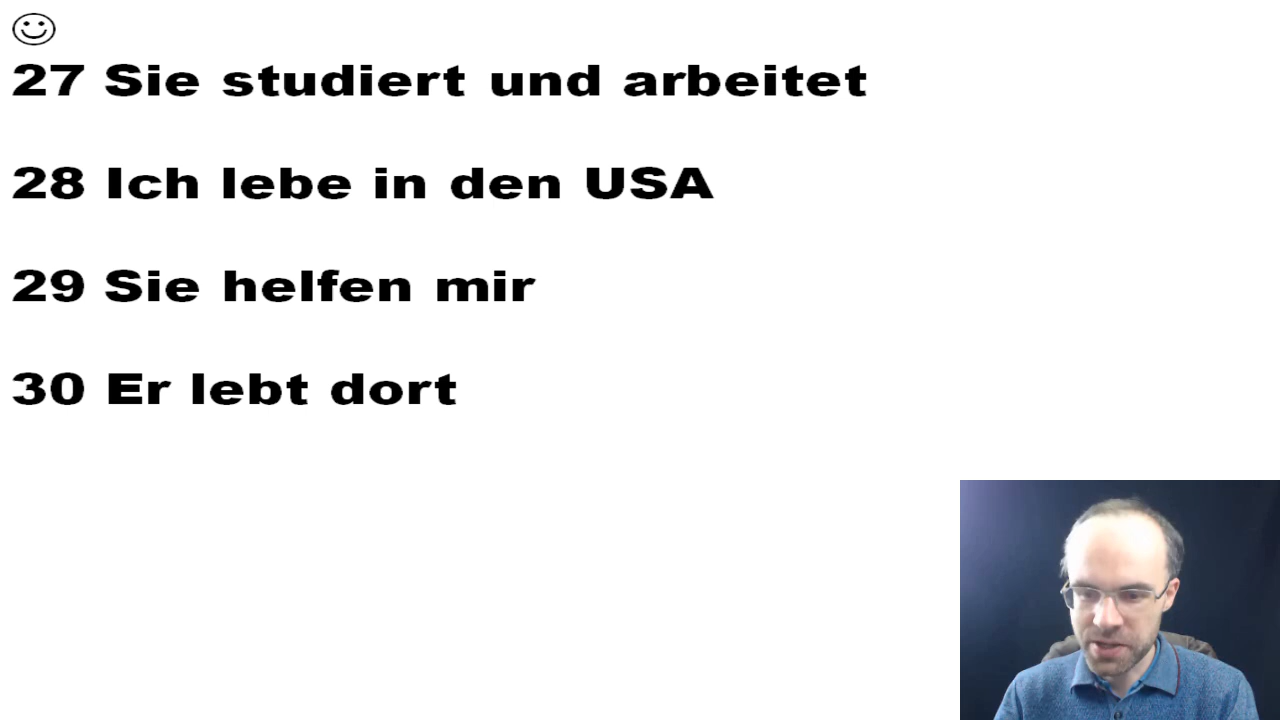 27 Sie studiert und arbeitet
28 Ich lebe in den USA
29 Sie helfen mir
30 Er lebt dort